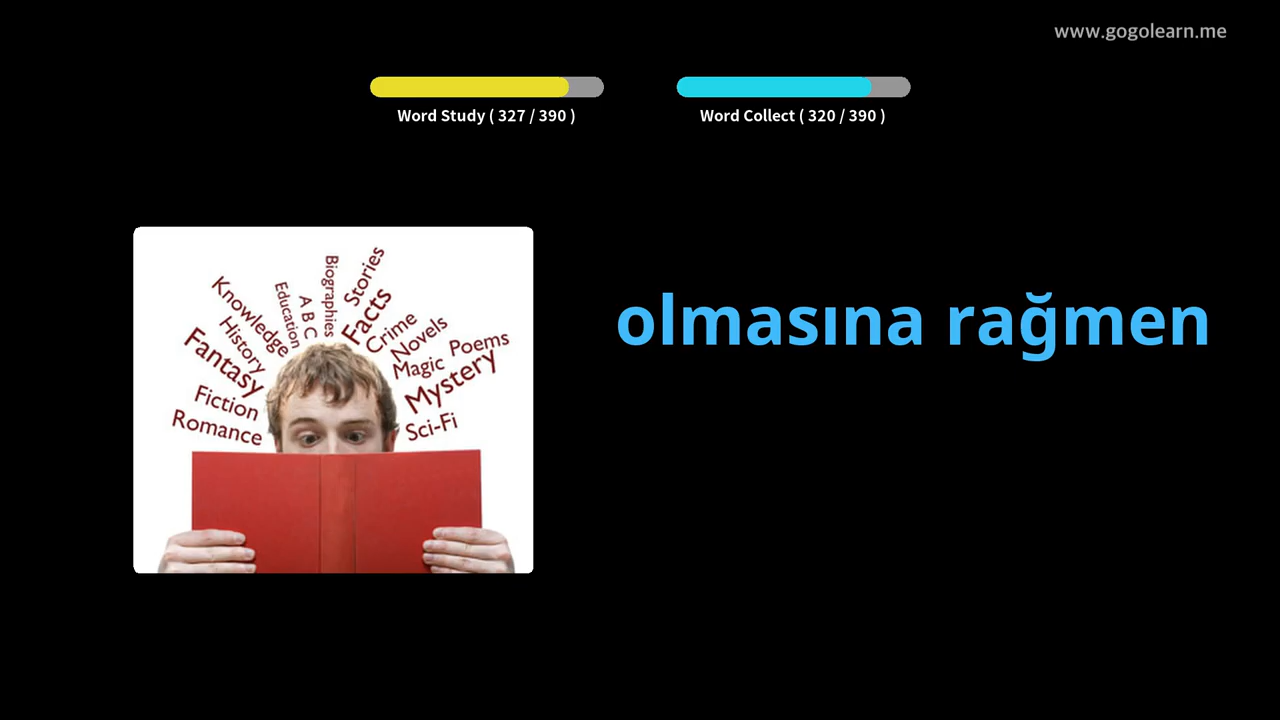 www.gogolearn.me
Word Study ( 327 / 390 )
Word Collect ( 320 / 390 )
olmasına rağmen
Knowledge
Education
A B C
Biographies
Stories
Facts
History
Crime
Novels
Poems
Fantasy
Magic
Mystery
Fiction
Romance
Sci-Fi